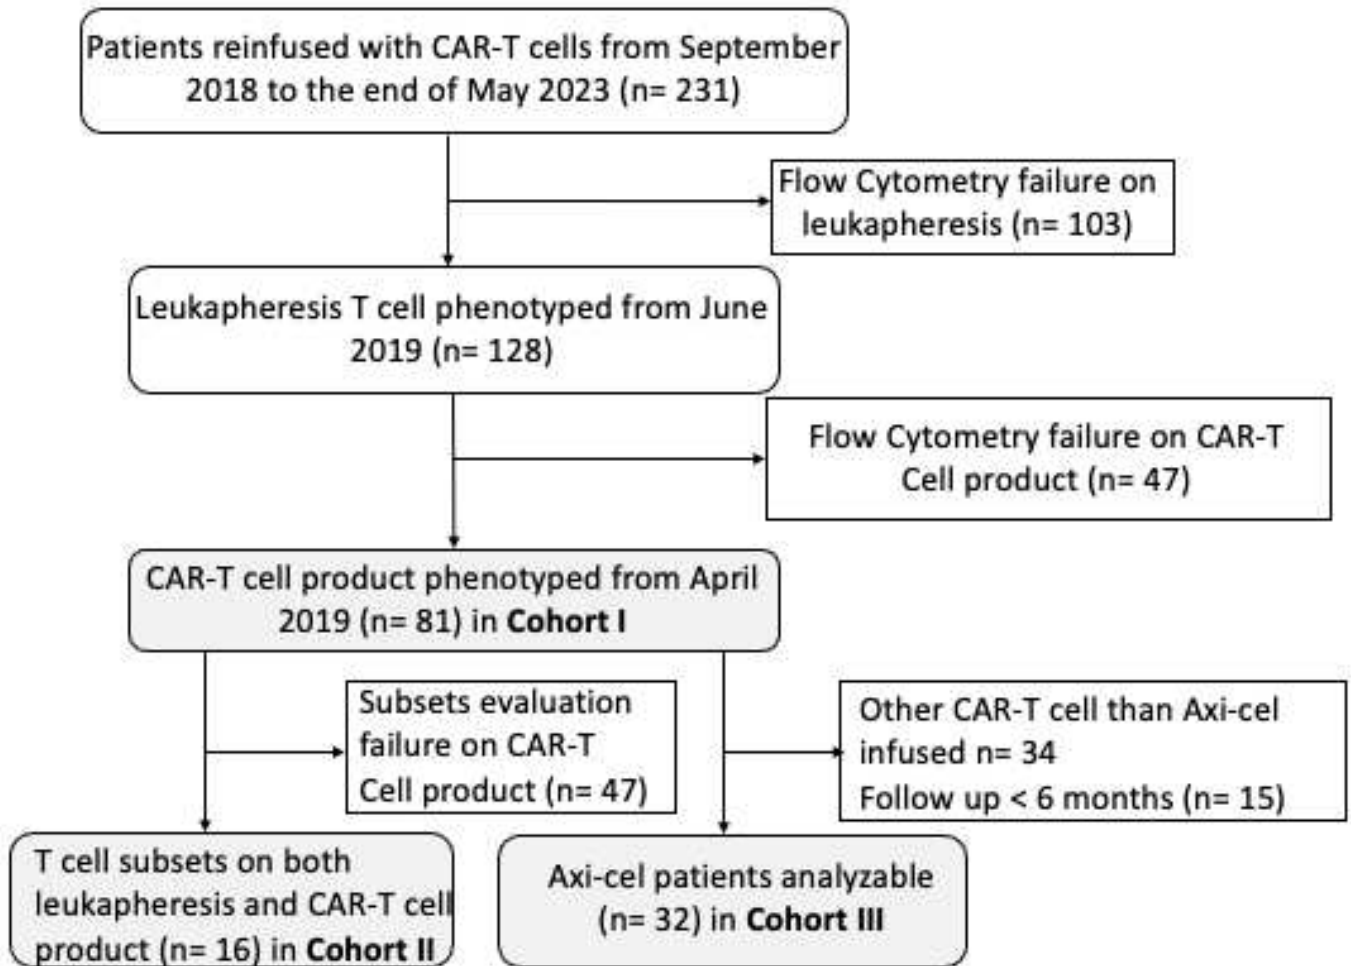 Patients reinfused with CAR-T cells from September
2018 to the end of May 2023 (n= 231)
Flow Cytometry failure on
leukapheresis (n= 103)
Leukapheresis T cell phenotyped from June
2019 (n= 128)
Flow Cytometry failure on CAR-T
Cell product (n= 47)
CAR-T cell product phenotyped from April
2019 (n= 81) in Cohort I
Subsets evaluation
failure on CAR-T
Cell product (n= 47)
Other CAR-T cell than Axi-cel
infused n= 34
Follow up < 6 months (n= 15)
T cell subsets on both
leukapheresis and CAR-T cell
product (n= 16) in Cohort II
Axi-cel patients analyzable
(n= 32) in Cohort III